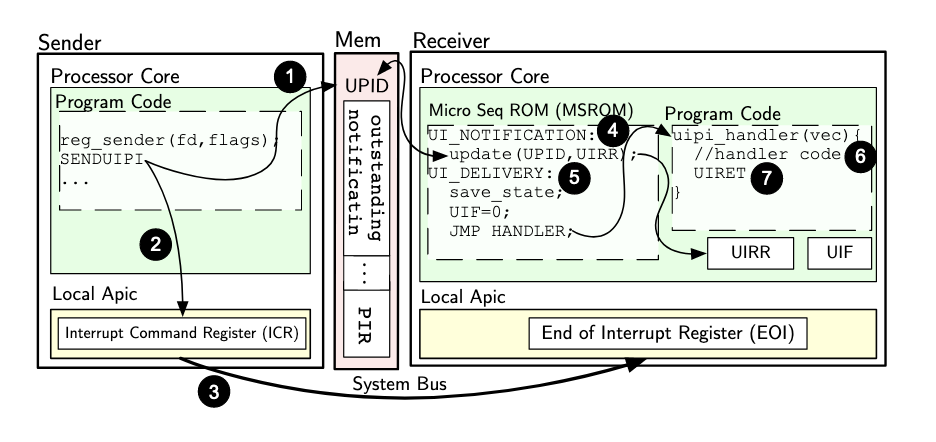 Sender
Processor Core
Program Code
reg_sender(fd,flags);
SENDUIPI
...
1
2
Local Apic
Interrupt Command Register (ICR)
3
System Bus
Mem
UPID
outstanding
notificatin
...
PIR
Receiver
Processor Core
Micro Seq ROM (MSROM)
UI_NOTIFICATION:
4
update(UPID,UIRR);
UI_DELIVERY:
5
save_state;
UIF=0;
JMP HANDLER;
Program Code
uipi_handler(vec){
//handler code
6
UIRET
7
}
UIRR
UIF
Local Apic
End of Interrupt Register (EOI)